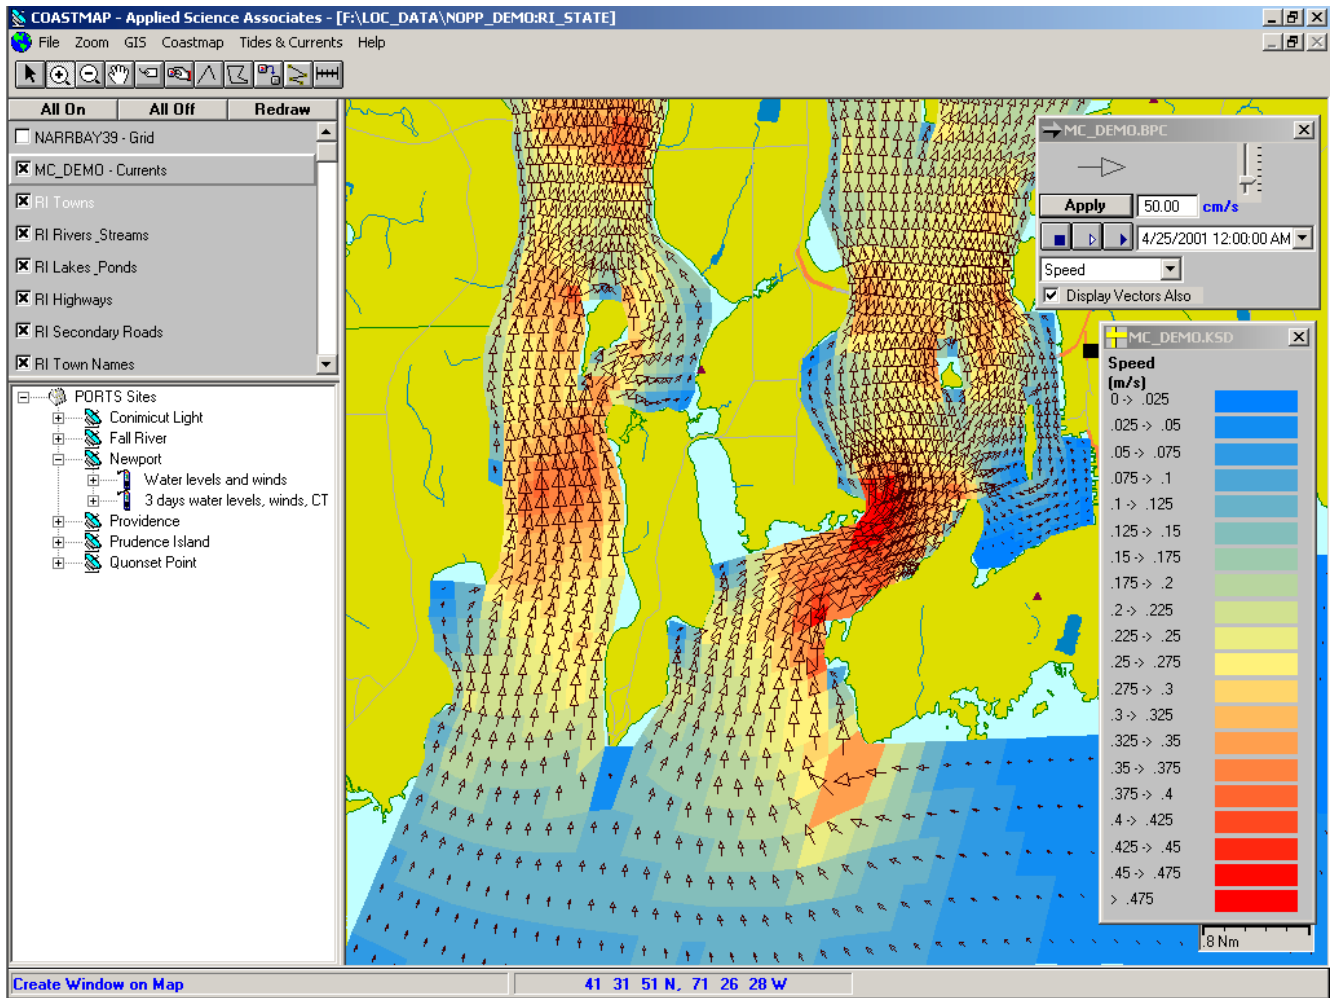 COASTMAP - Applied Science Associates - [F:\LOC_DATA\NOPP_DEMO:RI_STATE]
File Zoom GIS Coastmap Tides & Currents Help
All On All Off Redraw
NARRBAY39 - Grid
MC_DEMO - Currents
RI Towns
RI Rivers_Streams
RI Lakes_Ponds
RI Highways
RI Secondary Roads
RI Town Names
PORTS Sites
Conimicut Light
Fall River
Newport
Water levels and winds
3 days water levels, winds, CT
Providence
Prudence Island
Quonset Point
MC_DEMO.BPC
Apply 50.00 cm/s
4/25/2001 12:00:00 AM
Speed
Display Vectors Also
MC_DEMO.KSD
Speed
(m/s)
0 -> .025
.025 -> .05
.05 -> .075
.075 -> .1
.1 -> .125
.125 -> .15
.15 -> .175
.175 -> .2
.2 -> .225
.225 -> .25
.25 -> .275
.275 -> .3
.3 -> .325
.325 -> .35
.35 -> .375
.375 -> .4
.4 -> .425
.425 -> .45
.45 -> .475
> .475
.8 Nm
Create Window on Map
41 31 51 N, 71 26 28 W